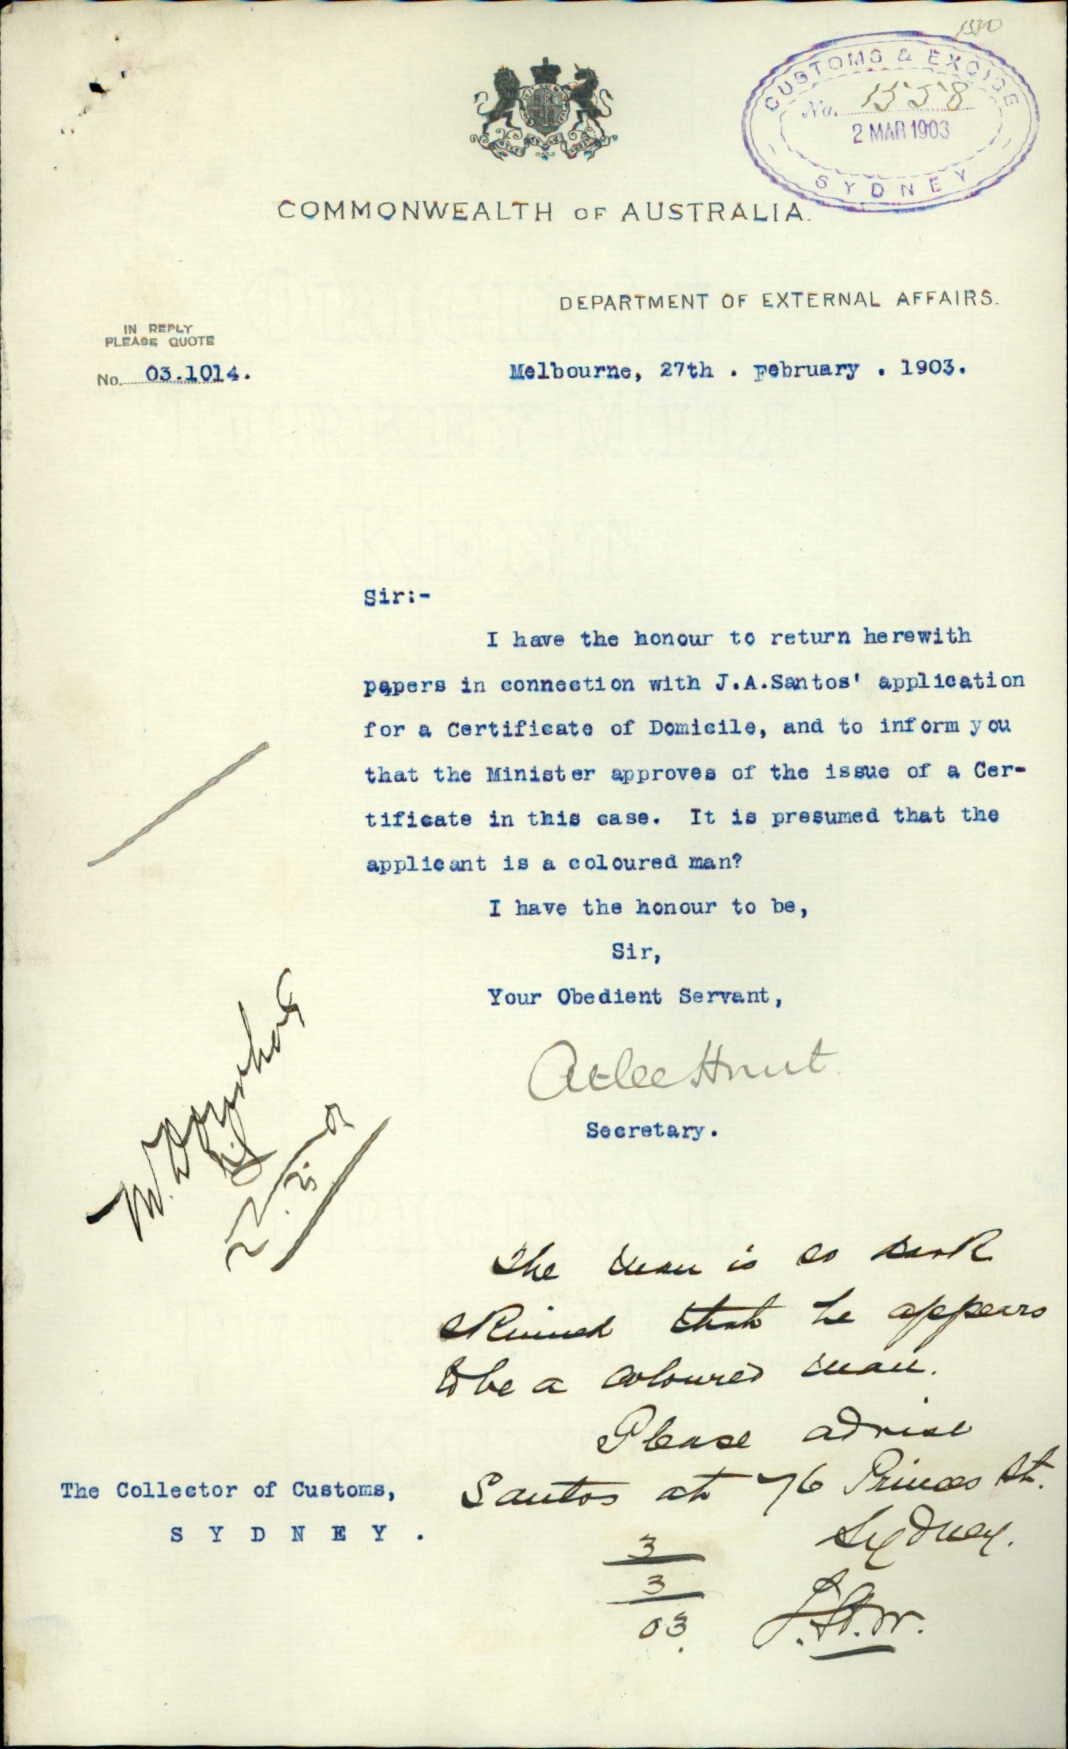 CUSTOMS & EXCISE
No. 1558
2 MAR 1903
SYDNEY
COMMONWEALTH OF AUSTRALIA.
DEPARTMENT OF EXTERNAL AFFAIRS.
IN REPLY
PLEASE QUOTE
No. 03.1014.
Melbourne, 27th . February . 1903.
Sir:-
I have the honour to return herewith
papers in connection with J.A.Santos' application
for a Certificate of Domicile, and to inform you
that the Minister approves of the issue of a Cer-
tificate in this case. It is presumed that the
applicant is a coloured man?
I have the honour to be,
Sir,
Your Obedient Servant,
Atlee Hunt
Secretary.
The man is so dark
skinned that he appears
to be a coloured man.
Please advise
Santos at 76 Princes St.
Sydney.
3
3
03
The Collector of Customs,
SYDNEY.